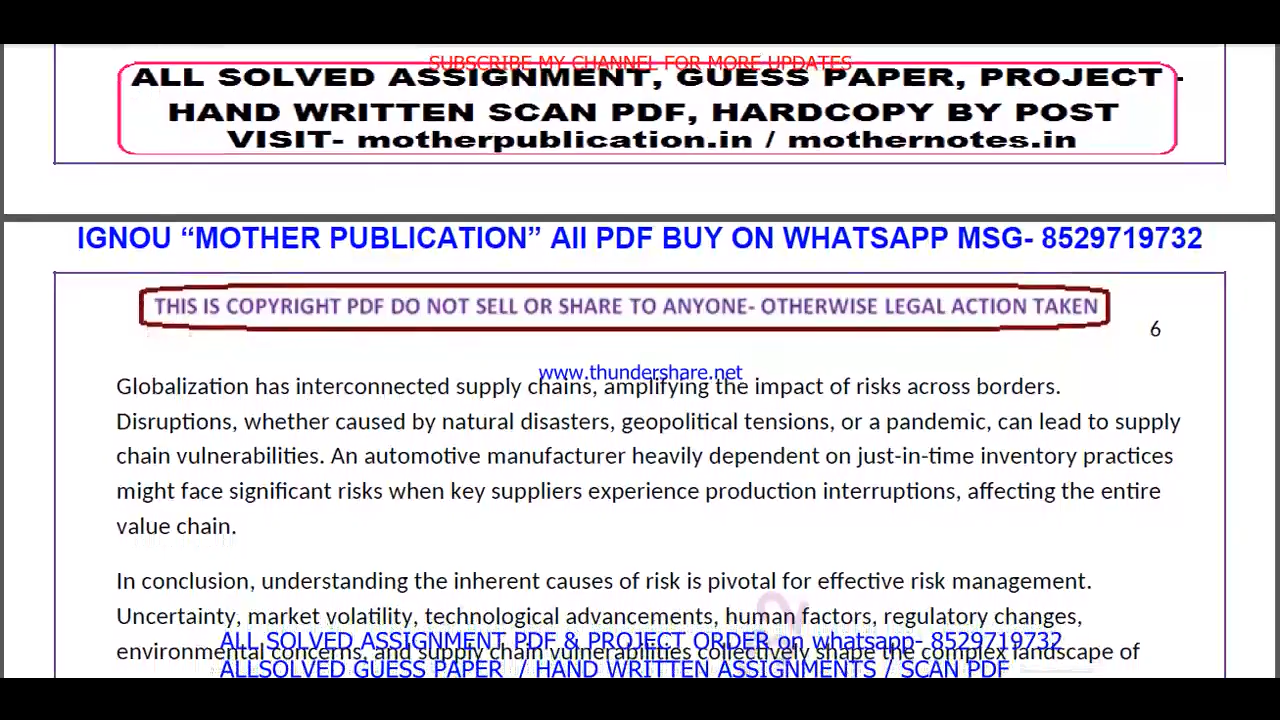 SUBSCRIBE MY CHANNEL FOR MORE UPDATES
ALL SOLVED ASSIGNMENT, GUESS PAPER, PROJECT -
HAND WRITTEN SCAN PDF, HARDCOPY BY POST
VISIT- motherpublication.in / mothernotes.in
IGNOU “MOTHER PUBLICATION” All PDF BUY ON WHATSAPP MSG- 8529719732
THIS IS COPYRIGHT PDF DO NOT SELL OR SHARE TO ANYONE- OTHERWISE LEGAL ACTION TAKEN
6
www.thundershare.net
Globalization has interconnected supply chains, amplifying the impact of risks across borders.
Disruptions, whether caused by natural disasters, geopolitical tensions, or a pandemic, can lead to supply
chain vulnerabilities. An automotive manufacturer heavily dependent on just-in-time inventory practices
might face significant risks when key suppliers experience production interruptions, affecting the entire
value chain.
In conclusion, understanding the inherent causes of risk is pivotal for effective risk management.
Uncertainty, market volatility, technological advancements, human factors, regulatory changes,
ALL SOLVED ASSIGNMENT PDF & PROJECT ORDER on whatsapp- 8529719732
environmental concerns, and supply chain vulnerabilities collectively shape the complex landscape of
ALLSOLVED GUESS PAPER / HAND WRITTEN ASSIGNMENTS / SCAN PDF